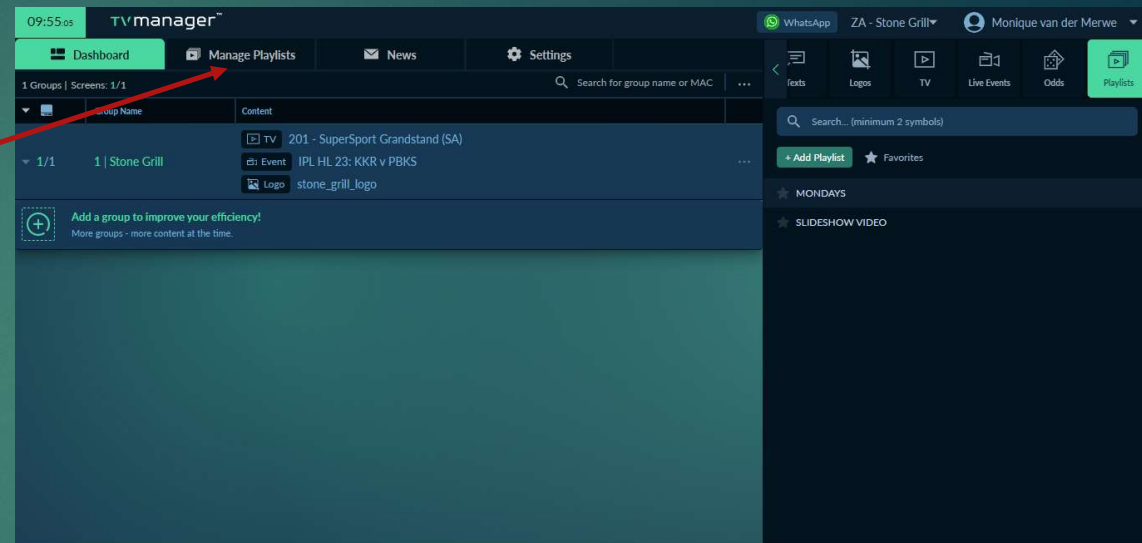 09:55:05 TVmanager™ WhatsApp ZA - Stone Grill Monique van der Merwe
Dashboard Manage Playlists News Settings
Texts Logos TV Live Events Odds Playlists
1 Groups | Screens: 1/1 Search for group name or MAC ...
Group Name Content
Search... (minimum 2 symbols)
TV 201 - SuperSport Grandstand (SA)
1/1 1 | Stone Grill Event IPL HL 23: KKR v PBKS ...
Logo stone_grill_logo
+ Add Playlist Favorites
MONDAYS
SLIDESHOW VIDEO
Add a group to improve your efficiency!
More groups - more content at the time.